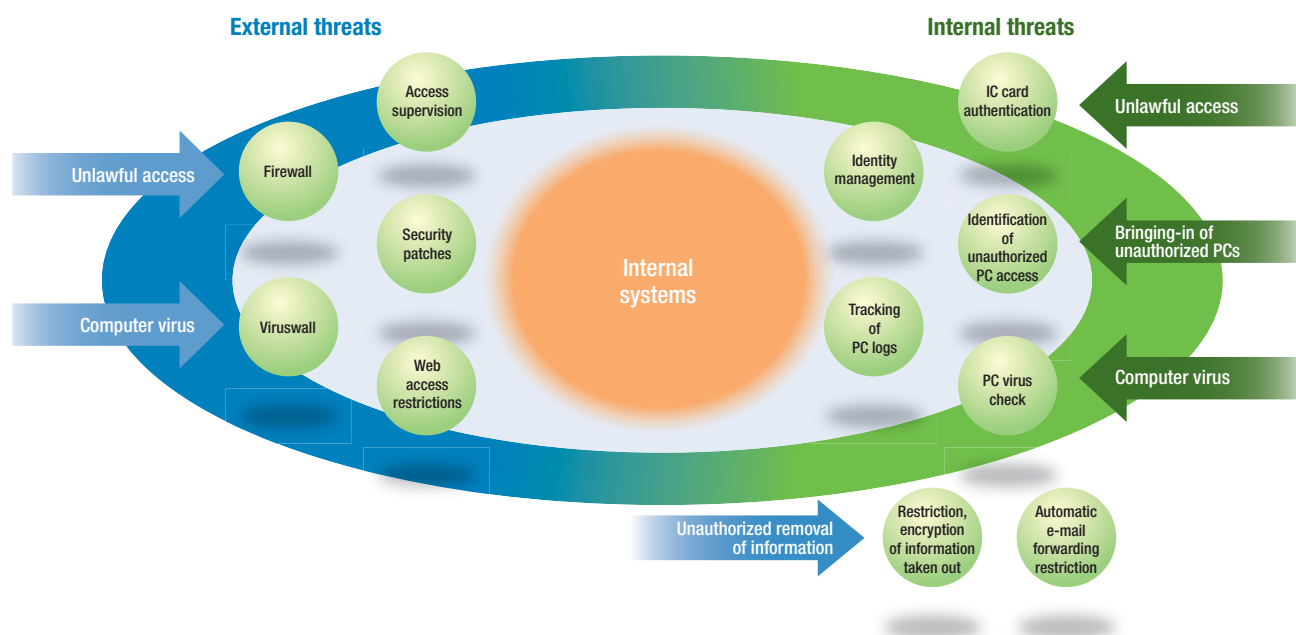 External threats
Internal threats
Access
supervision
IC card
authentication
Unlawful access
Unlawful access
Firewall
Identity
management
Security
patches
Identification
of
unauthorized
PC access
Bringing-in of
unauthorized PCs
Internal
systems
Computer virus
Viruswall
Tracking
of
PC logs
Web
access
restrictions
PC virus
check
Computer virus
Unauthorized removal
of information
Restriction,
encryption
of information
taken out
Automatic
e-mail
forwarding
restriction